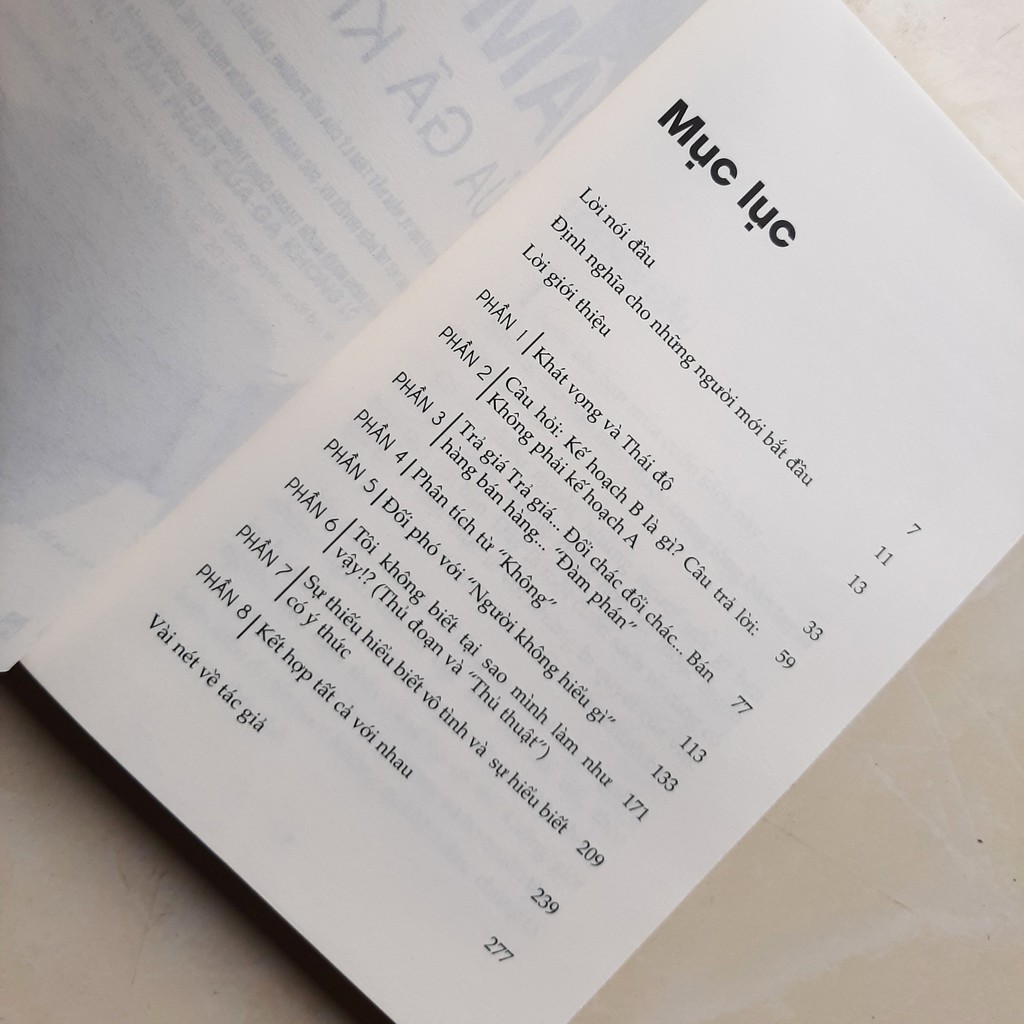 Mục lục
Lời nói đầu 7
Định nghĩa cho những người mới bắt đầu 11
Lời giới thiệu 13
PHẦN 1 | Khát vọng và Thái độ 33
PHẦN 2 | Câu hỏi: Kế hoạch B là gì? Câu trả lời:
Không phải kế hoạch A 59
PHẦN 3 | Trả giá Trả giá... Đổi chác đổi chác... Bán
hàng bán hàng... "Đàm phán" 77
PHẦN 4 | Phân tích từ "Không" 113
PHẦN 5 | Đối phó với "Người không hiểu gì" 133
PHẦN 6 | Tôi không biết tại sao mình làm như
vậy!? (Thủ đoạn và "Thủ thuật") 171
PHẦN 7 | Sự thiếu hiểu biết vô tình và sự hiểu biết
có ý thức 209
PHẦN 8 | Kết hợp tất cả với nhau 239
Vài nét về tác giả 277